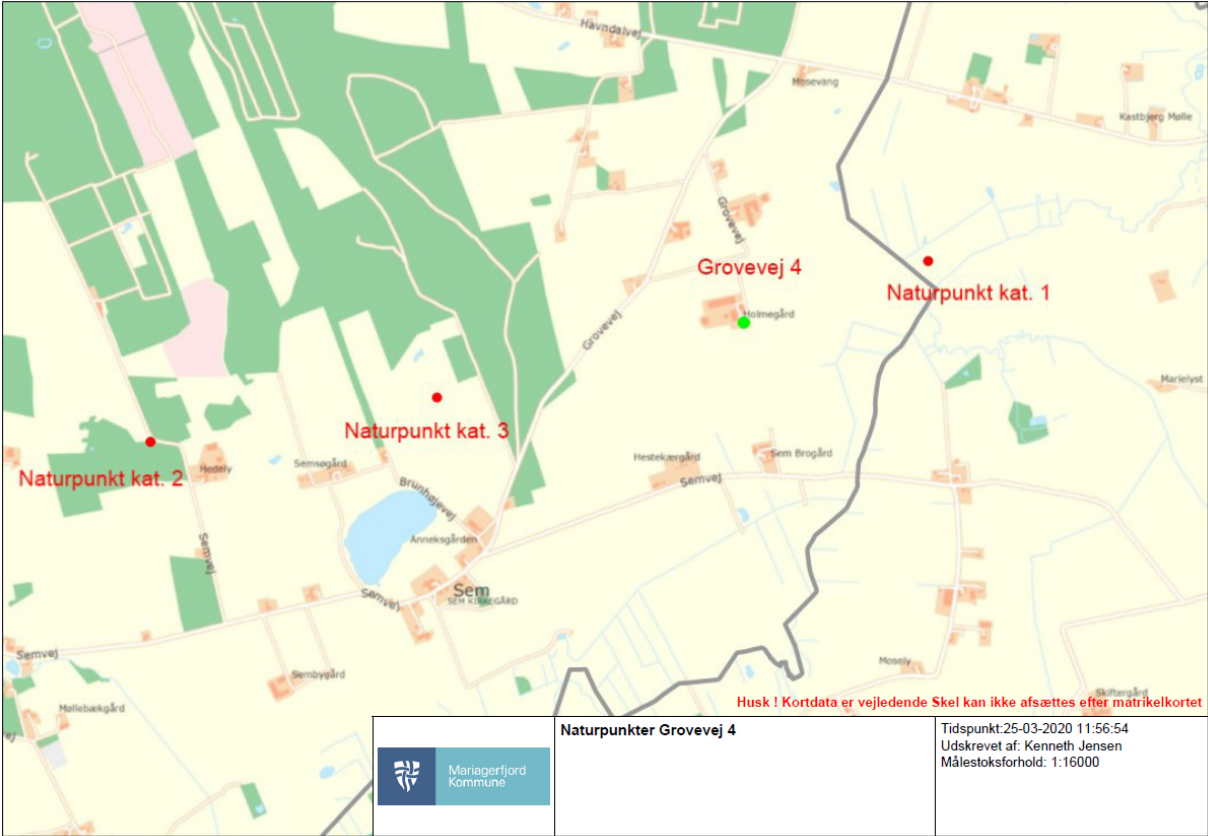 Havndalvej
Mosevang
Kastbjerg Mølle
Grovevej
Grovevej 4
Naturpunkt kat. 1
Holmegård
Grovevej
Marielyst
Naturpunkt kat. 3
Naturpunkt kat. 2
Hedely
Semsøgård
Hestekærgård
Sem Brogård
Semvej
Brunhøjevej
Anneksgården
Semvej
Sem
SEM KIRKEGÅRD
Semvej
Semvej
Sembygård
Mosely
Skiftergård
Møllebækgård
Husk ! Kortdata er vejledende Skel kan ikke afsættes efter matrikelkortet
Mariagerfjord
Kommune
Naturpunkter Grovevej 4
Tidspunkt:25-03-2020 11:56:54
Udskrevet af: Kenneth Jensen
Målestoksforhold: 1:16000